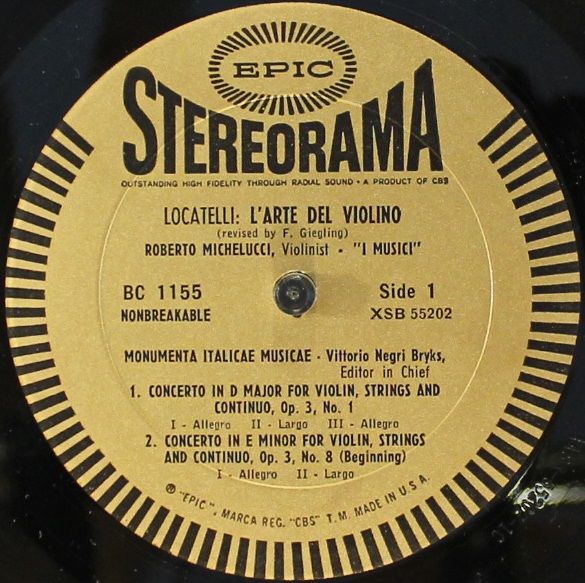 EPIC
STEREORAMA
OUTSTANDING HIGH FIDELITY THROUGH RADIAL SOUND • A PRODUCT OF CBS
LOCATELLI: L'ARTE DEL VIOLINO
(revised by F. Giegling)
ROBERTO MICHELUCCI, Violinist - "I MUSICI"
BC 1155 Side 1
NONBREAKABLE XSB 55202
MONUMENTA ITALICAE MUSICAE - Vittorio Negri Bryks,
Editor in Chief
1. CONCERTO IN D MAJOR FOR VIOLIN, STRINGS AND
CONTINUO, Op. 3, No. 1
I - Allegro II - Largo III - Allegro
2. CONCERTO IN E MINOR FOR VIOLIN, STRINGS
AND CONTINUO, Op. 3, No. 8 (Beginning)
I - Allegro II - Largo
® "EPIC", MARCA REG. "CBS" T.M. MADE IN U.S.A.